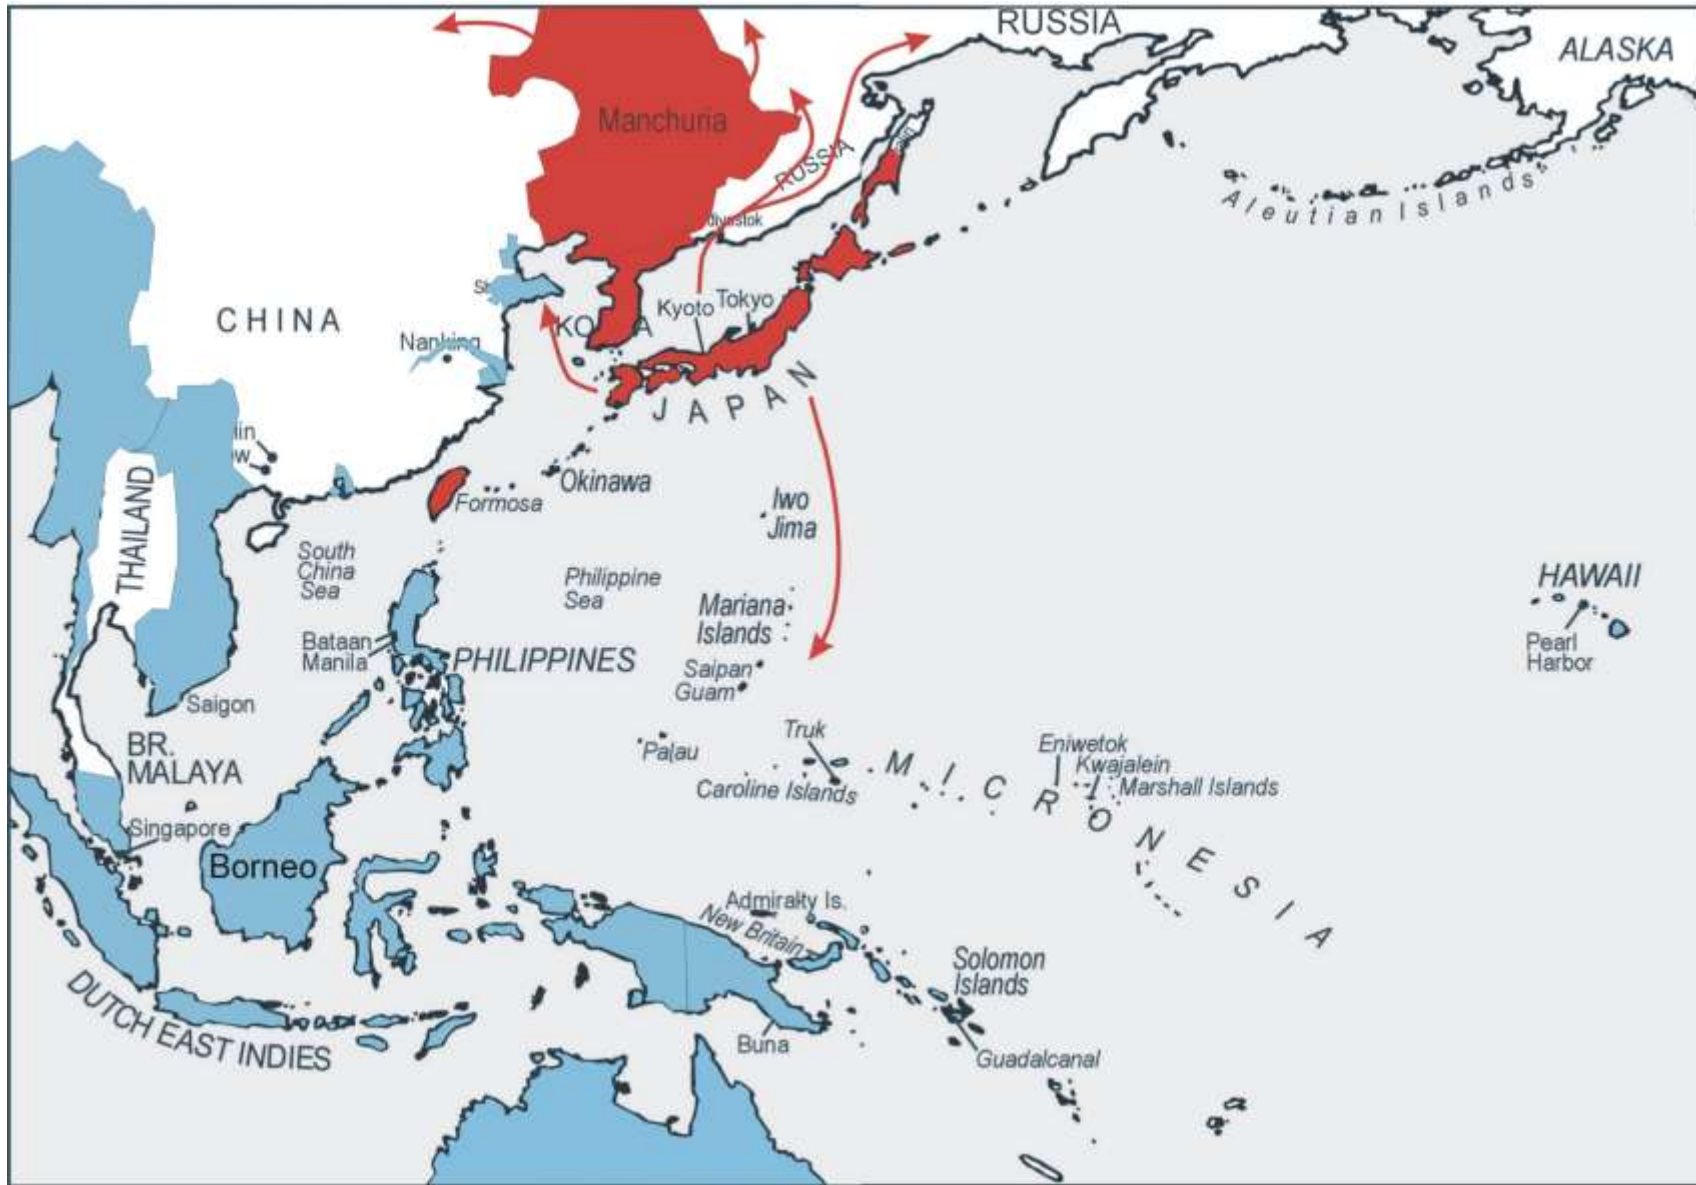 RUSSIA
ALASKA
Manchuria
RUSSIA
Aleutian Islands
CHINA
Nanking
Kyoto
Tokyo
JAPAN
Okinawa
Formosa
Iwo
Jima
THAILAND
South
China
Sea
Philippine
Sea
HAWAII
Pearl
Harbor
Mariana
Islands
Bataan
Manila
PHILIPPINES
Saipan
Guam
Saigon
BR.
MALAYA
Palau
Truk
Caroline Islands
MICRONESIA
Eniwetok
Kwajalein
Marshall Islands
Singapore
Borneo
Admiralty Is.
New Britain
Solomon
Islands
DUTCH EAST INDIES
Buna
Guadalcanal